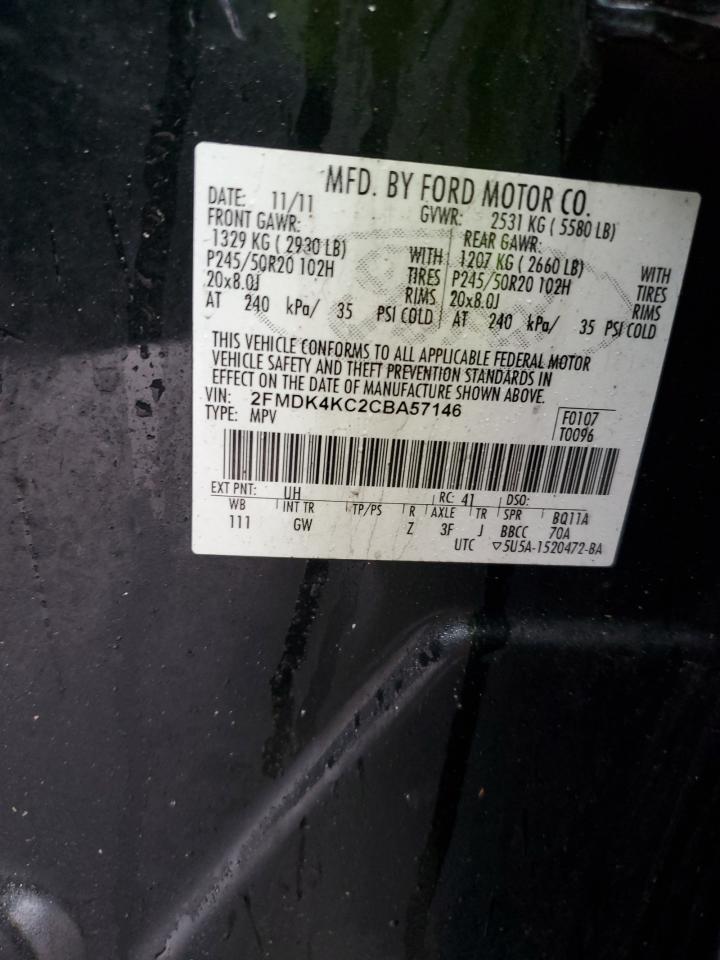 MFD. BY FORD MOTOR CO.
DATE: 11/11 GVWR: 2531 KG ( 5580 LB)
FRONT GAWR: REAR GAWR:
1329 KG ( 2930 LB) WITH 1207 KG ( 2660 LB) WITH
P245/50R20 102H TIRES P245/50R20 102H TIRES
20x8.0J RIMS 20x8.0J RIMS
AT 240 kPa/ 35 PSI COLD AT 240 kPa/ 35 PSI COLD
THIS VEHICLE CONFORMS TO ALL APPLICABLE FEDERAL MOTOR
VEHICLE SAFETY AND THEFT PREVENTION STANDARDS IN
EFFECT ON THE DATE OF MANUFACTURE SHOWN ABOVE.
VIN: 2FMDK4KC2CBA57146 F0107
TYPE: MPV T0096
EXT PNT: UH RC: 41 DSO:
WB INT TR TP/PS R AXLE TR SPR BQ11A
111 GW Z 3F J BBCC 70A
UTC ▽5U5A-1520472-BA